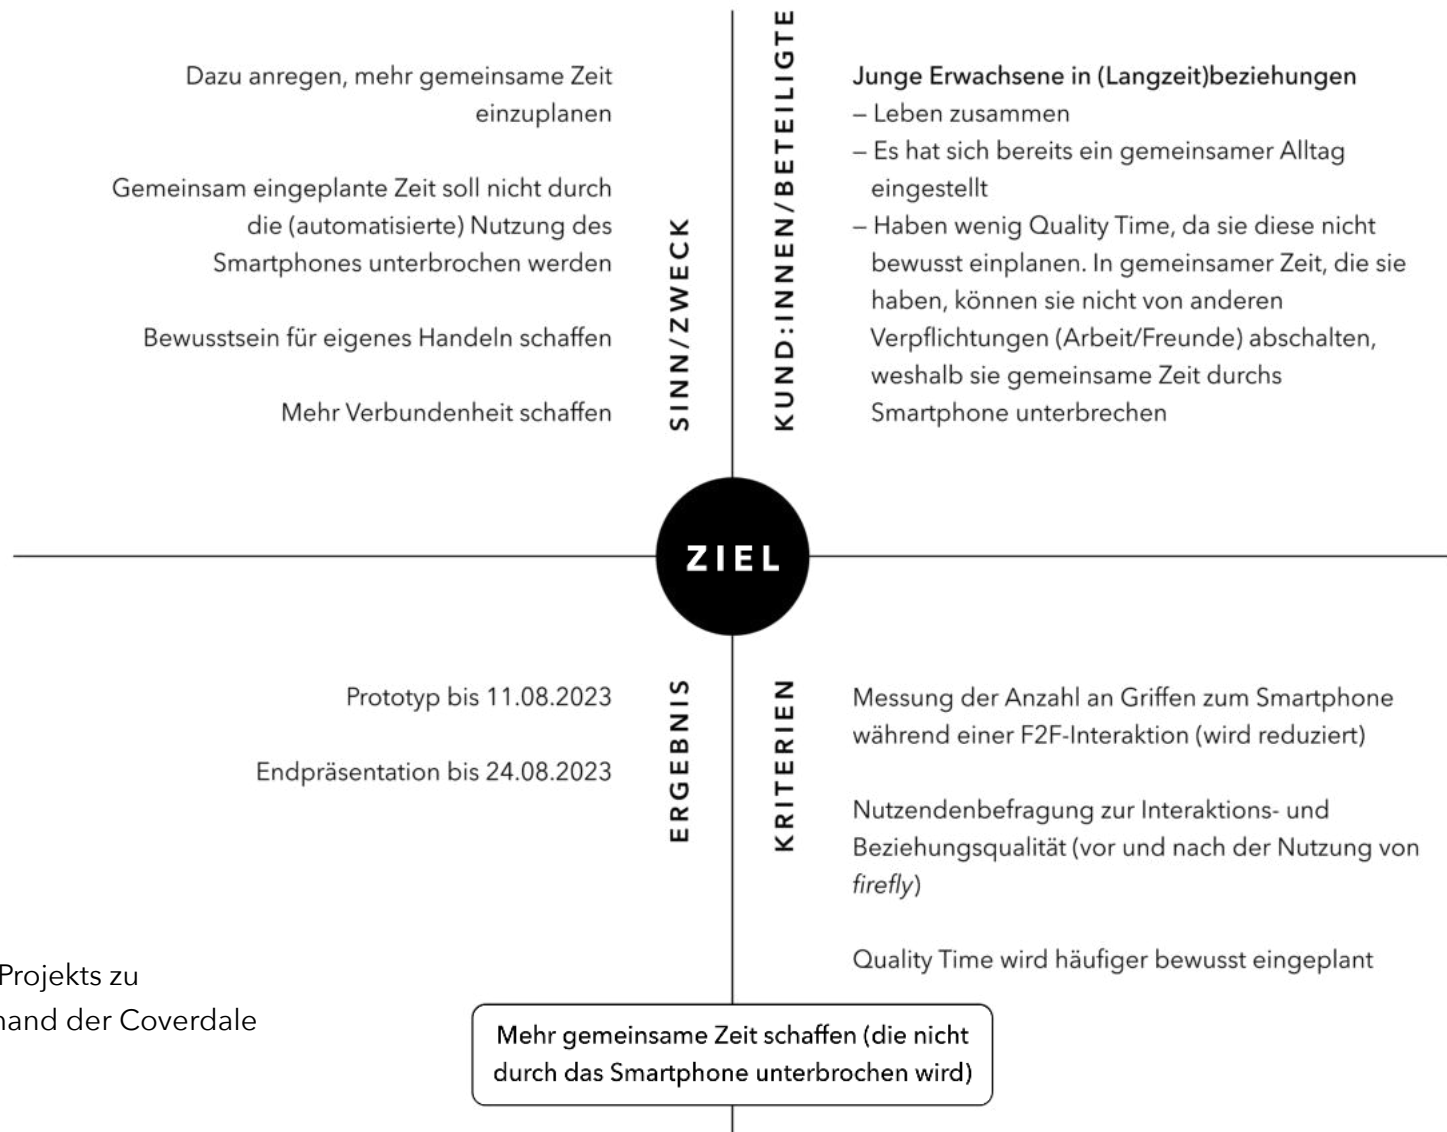 Dazu anregen, mehr gemeinsame Zeit
einzuplanen
Gemeinsam eingeplante Zeit soll nicht durch
die (automatisierte) Nutzung des
Smartphones unterbrochen werden
Bewusstsein für eigenes Handeln schaffen
Mehr Verbundenheit schaffen
SINN/ZWECK
KUND:INNEN/BETEILIGTE
Junge Erwachsene in (Langzeit)beziehungen
– Leben zusammen
– Es hat sich bereits ein gemeinsamer Alltag
eingestellt
– Haben wenig Quality Time, da sie diese nicht
bewusst einplanen. In gemeinsamer Zeit, die sie
haben, können sie nicht von anderen
Verpflichtungen (Arbeit/Freunde) abschalten,
weshalb sie gemeinsame Zeit durchs
Smartphone unterbrechen
ZIEL
Prototyp bis 11.08.2023
Endpräsentation bis 24.08.2023
ERGEBNIS
KRITERIEN
Messung der Anzahl an Griffen zum Smartphone
während einer F2F-Interaktion (wird reduziert)
Nutzendenbefragung zur Interaktions- und
Beziehungsqualität (vor und nach der Nutzung von
firefly)
Quality Time wird häufiger bewusst eingeplant
Projekts zu
der Coverdale
Mehr gemeinsame Zeit schaffen (die nicht
durch das Smartphone unterbrochen wird)